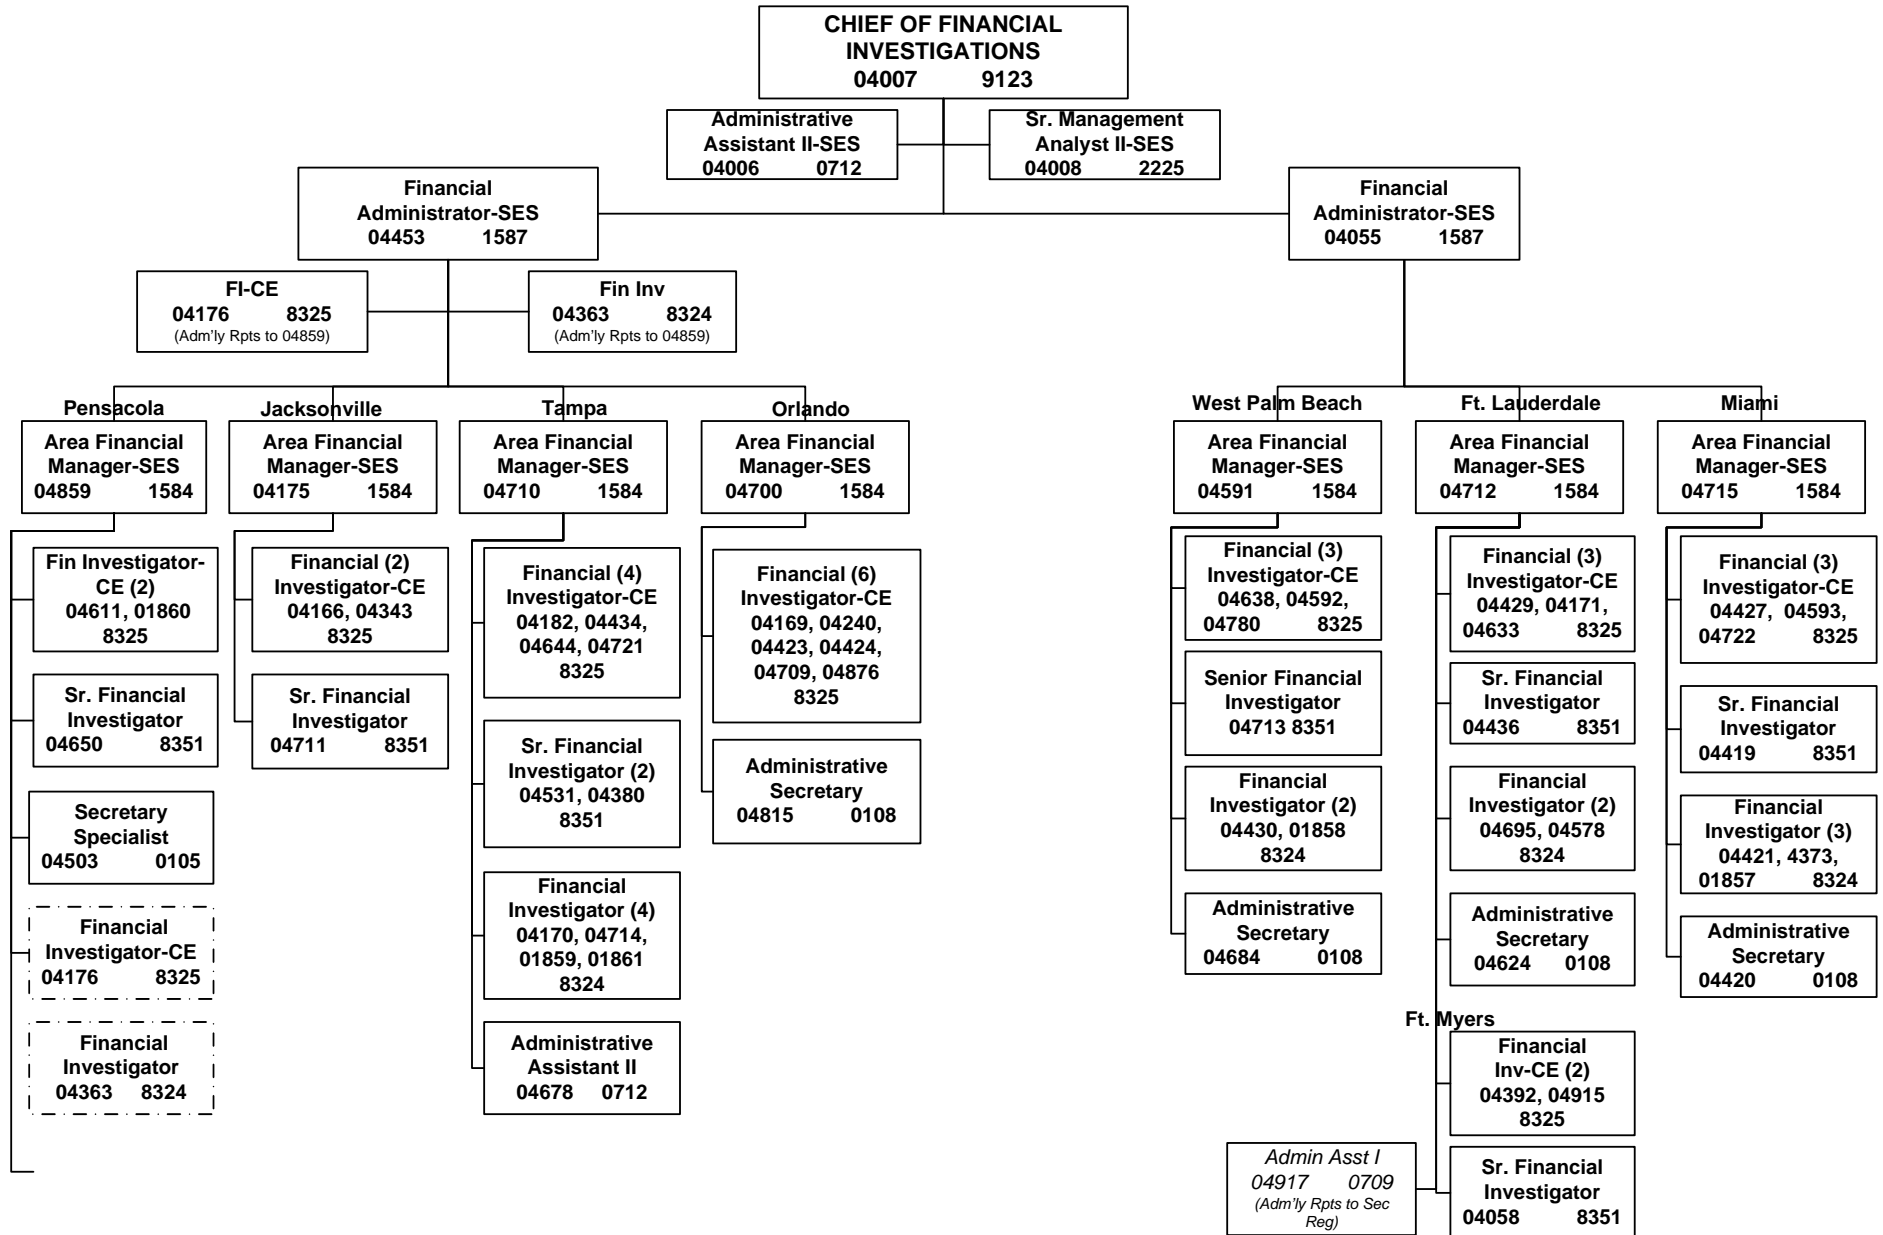 CHIEF OF FINANCIAL
INVESTIGATIONS
04007 9123
Administrative
Assistant II-SES
04006 0712
Sr. Management
Analyst II-SES
04008 2225
Financial
Administrator-SES
04453 1587
Financial
Administrator-SES
04055 1587
FI-CE
04176 8325
(Adm'ly Rpts to 04859)
Fin Inv
04363 8324
(Adm'ly Rpts to 04859)
Pensacola
Area Financial
Manager-SES
04859 1584
Fin Investigator-
CE (2)
04611, 01860
8325
Sr. Financial
Investigator
04650 8351
Secretary
Specialist
04503 0105
Financial
Investigator-CE
04176 8325
Financial
Investigator
04363 8324
Jacksonville
Area Financial
Manager-SES
04175 1584
Financial (2)
Investigator-CE
04166, 04343
8325
Sr. Financial
Investigator
04711 8351
Tampa
Area Financial
Manager-SES
04710 1584
Financial (4)
Investigator-CE
04182, 04434,
04644, 04721
8325
Sr. Financial
Investigator (2)
04531, 04380
8351
Financial
Investigator (4)
04170, 04714,
01859, 01861
8324
Administrative
Assistant II
04678 0712
Orlando
Area Financial
Manager-SES
04700 1584
Financial (6)
Investigator-CE
04169, 04240,
04423, 04424,
04709, 04876
8325
Administrative
Secretary
04815 0108
West Palm Beach
Area Financial
Manager-SES
04591 1584
Financial (3)
Investigator-CE
04638, 04592,
04780 8325
Senior Financial
Investigator
04713 8351
Financial
Investigator (2)
04430, 01858
8324
Administrative
Secretary
04684 0108
Ft. Lauderdale
Area Financial
Manager-SES
04712 1584
Financial (3)
Investigator-CE
04429, 04171,
04633 8325
Sr. Financial
Investigator
04436 8351
Financial
Investigator (2)
04695, 04578
8324
Administrative
Secretary
04624 0108
Ft. Myers
Financial
Inv-CE (2)
04392, 04915
8325
Admin Asst I
04917 0709
(Adm'ly Rpts to Sec
Reg)
Sr. Financial
Investigator
04058 8351
Miami
Area Financial
Manager-SES
04715 1584
Financial (3)
Investigator-CE
04427, 04593,
04722 8325
Sr. Financial
Investigator
04419 8351
Financial
Investigator (3)
04421, 4373,
01857 8324
Administrative
Secretary
04420 0108